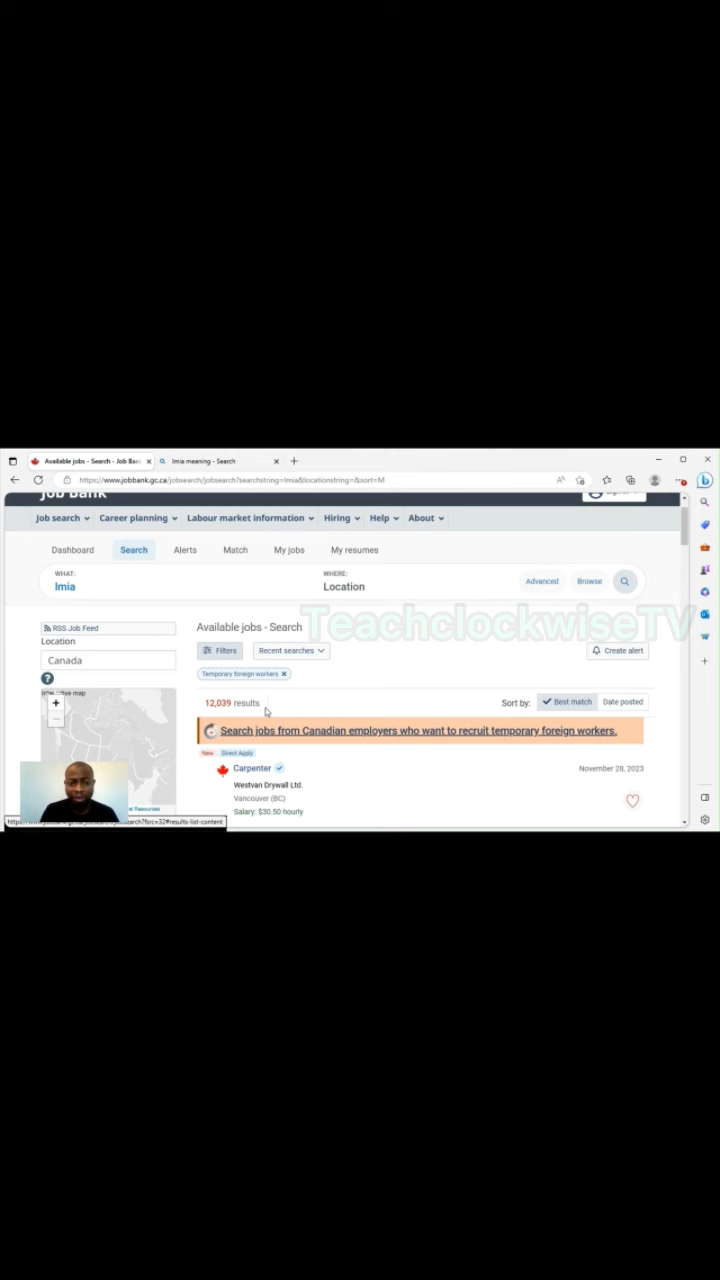 Available jobs - Search - Job Ban
lmia meaning - Search
https://www.jobbank.gc.ca/jobsearch/jobsearch?searchstring=lmia&locationstring=&sort=M
Job Bank
Job search
Career planning
Labour market information
Hiring
Help
About
Dashboard
Search
Alerts
Match
My jobs
My resumes
WHAT:
lmia
WHERE:
Location
Advanced
Browse
RSS Job Feed
Location
Canada
Available jobs - Search
TeachclockwiseTV
Filters
Recent searches
Create alert
Temporary foreign workers
12,039 results
Sort by:
Best match
Date posted
Search jobs from Canadian employers who want to recruit temporary foreign workers.
New
Direct Apply
Carpenter
November 28, 2023
Westvan Drywall Ltd.
Vancouver (BC)
Salary: $30.50 hourly